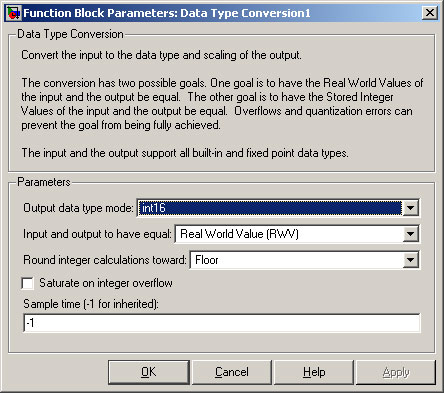 Function Block Parameters: Data Type Conversion1
Data Type Conversion
Convert the input to the data type and scaling of the output.
The conversion has two possible goals. One goal is to have the Real World Values of
the input and the output be equal. The other goal is to have the Stored Integer
Values of the input and the output be equal. Overflows and quantization errors can
prevent the goal from being fully achieved.
The input and the output support all built-in and fixed point data types.
Parameters
Output data type mode: int16
Input and output to have equal: Real World Value (RWV)
Round integer calculations toward: Floor
Saturate on integer overflow
Sample time (-1 for inherited):
-1
OK Cancel Help Apply